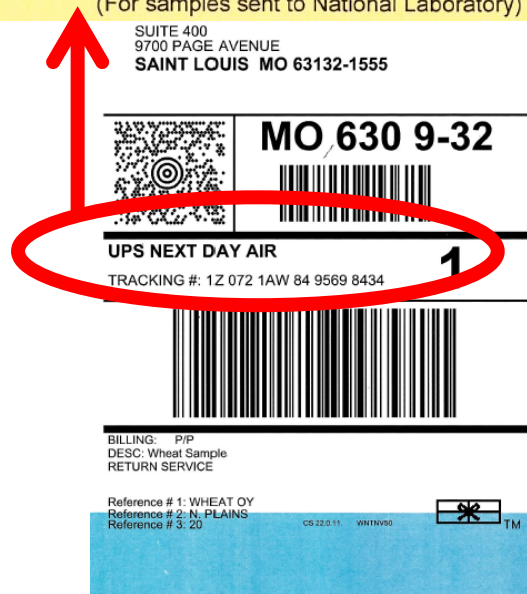 (For samples sent to National Laboratory)
SUITE 400
9700 PAGE AVENUE
SAINT LOUIS MO 63132-1555
MO 630 9-32
UPS NEXT DAY AIR 1
TRACKING #: 1Z 072 1AW 84 9569 8434
BILLING: P/P
DESC: Wheat Sample
RETURN SERVICE
Reference # 1: WHEAT OY
Reference # 2: N. PLAINS
Reference # 3: 20
CS 22.0.11. WNTNV50
TM